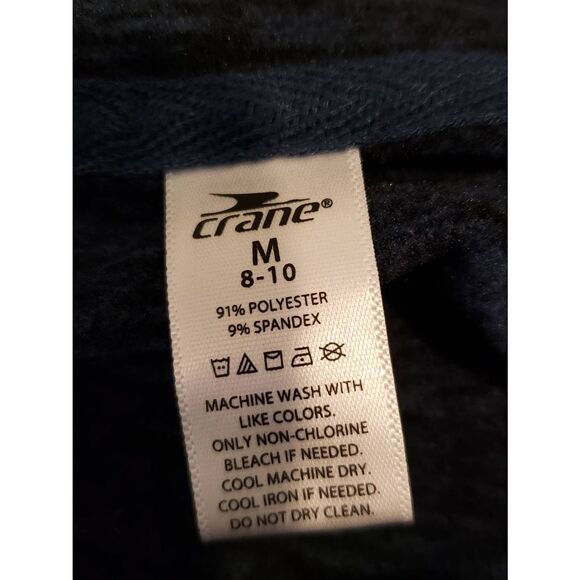 crane®
M
8-10
91% POLYESTER
9% SPANDEX
MACHINE WASH WITH
LIKE COLORS.
ONLY NON-CHLORINE
BLEACH IF NEEDED.
COOL MACHINE DRY.
COOL IRON IF NEEDED.
DO NOT DRY CLEAN.